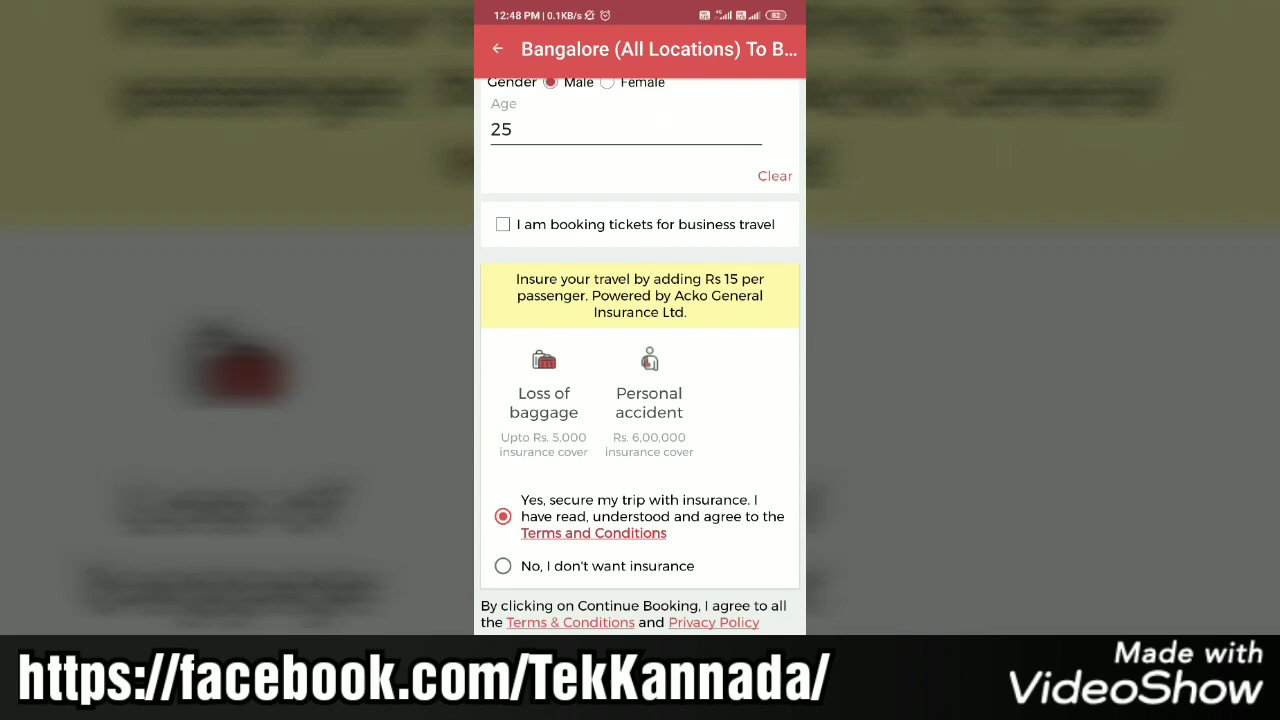 12:48 PM | 0.1KB/s
4G
82
Bangalore (All Locations) To B...
Gender Male Female
Age
25
Clear
I am booking tickets for business travel
Insure your travel by adding Rs 15 per
passenger. Powered by Acko General
Insurance Ltd.
Loss of
baggage
Upto Rs. 5,000
insurance cover
Personal
accident
Rs. 6,00,000
insurance cover
Yes, secure my trip with insurance. I
have read, understood and agree to the
Terms and Conditions
No, I don't want insurance
By clicking on Continue Booking, I agree to all
the Terms & Conditions and Privacy Policy
https://facebook.com/TekKannada/
Made with
VideoShow